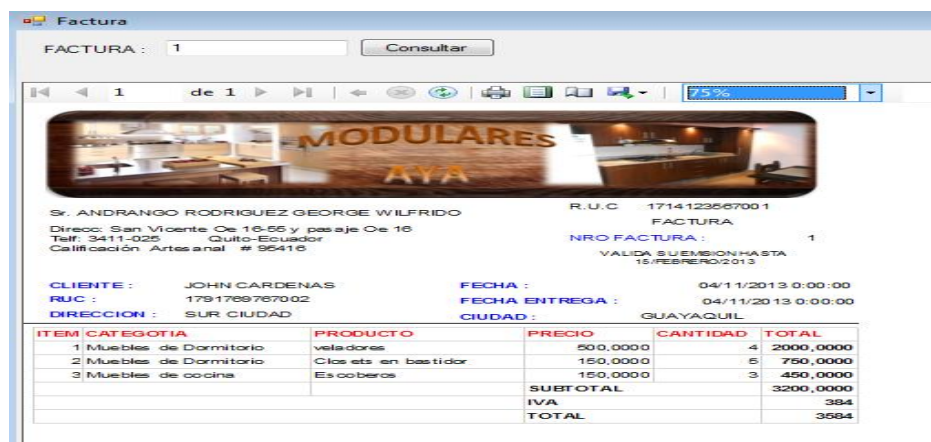 Factura
FACTURA : 1 Consultar
1 de 1 75%
MODULARES
AYA
Sr. ANDRANGO RODRIGUEZ GEORGE WILFRIDO
R.U.C 1714123567001
FACTURA
Direcc: San Vicente Oe 16-55 y pasaje Oe 16
Telf: 3411-025 Quito-Ecuador
NRO FACTURA : 1
Calificación Artesanal # 95416
VALIDA SU EMISION HASTA
15/FEBRERO/2013
CLIENTE : JOHN CARDENAS FECHA : 04/11/2013 0:00:00
RUC : 1791769767002 FECHA ENTREGA : 04/11/2013 0:00:00
DIRECCION : SUR CIUDAD CIUDAD : GUAYAQUIL
ITEM CATEGOTIA PRODUCTO PRECIO CANTIDAD TOTAL
1 Muebles de Dormitorio veladores 500,0000 4 2000,0000
2 Muebles de Dormitorio Closets en bastidor 150,0000 5 750,0000
3 Muebles de cocina Escoberos 150,0000 3 450,0000
SUBTOTAL 3200,0000
IVA 384
TOTAL 3584